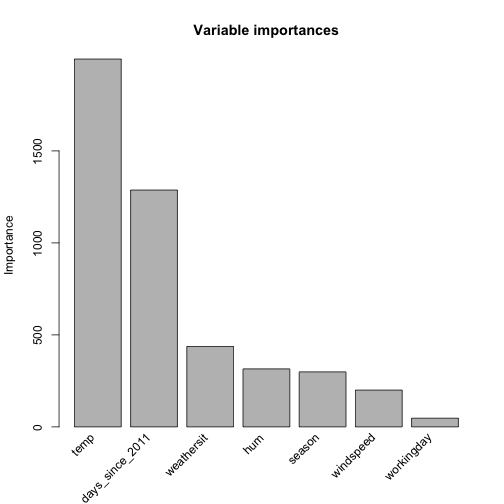 Variable importances
Importance
1500
1000
500
0
temp
days_since_2011
weathersit
hum
season
windspeed
workingday